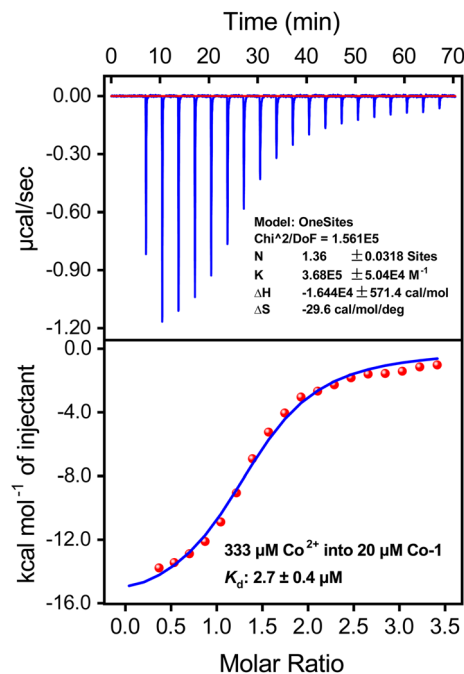 Time (min)
0 10 20 30 40 50 60 70
0.00
-0.30
-0.60
-0.90
-1.20
µcal/sec
Model: OneSites
Chi^2/DoF = 1.561E5
N 1.36 ±0.0318 Sites
K 3.68E5 ±5.04E4 M⁻¹
ΔH -1.644E4 ±571.4 cal/mol
ΔS -29.6 cal/mol/deg
0.0
-4.0
-8.0
-12.0
-16.0
kcal mol⁻¹ of injectant
333 µM Co²⁺ into 20 µM Co-1
Kd: 2.7 ± 0.4 µM
0.0 0.5 1.0 1.5 2.0 2.5 3.0 3.5
Molar Ratio